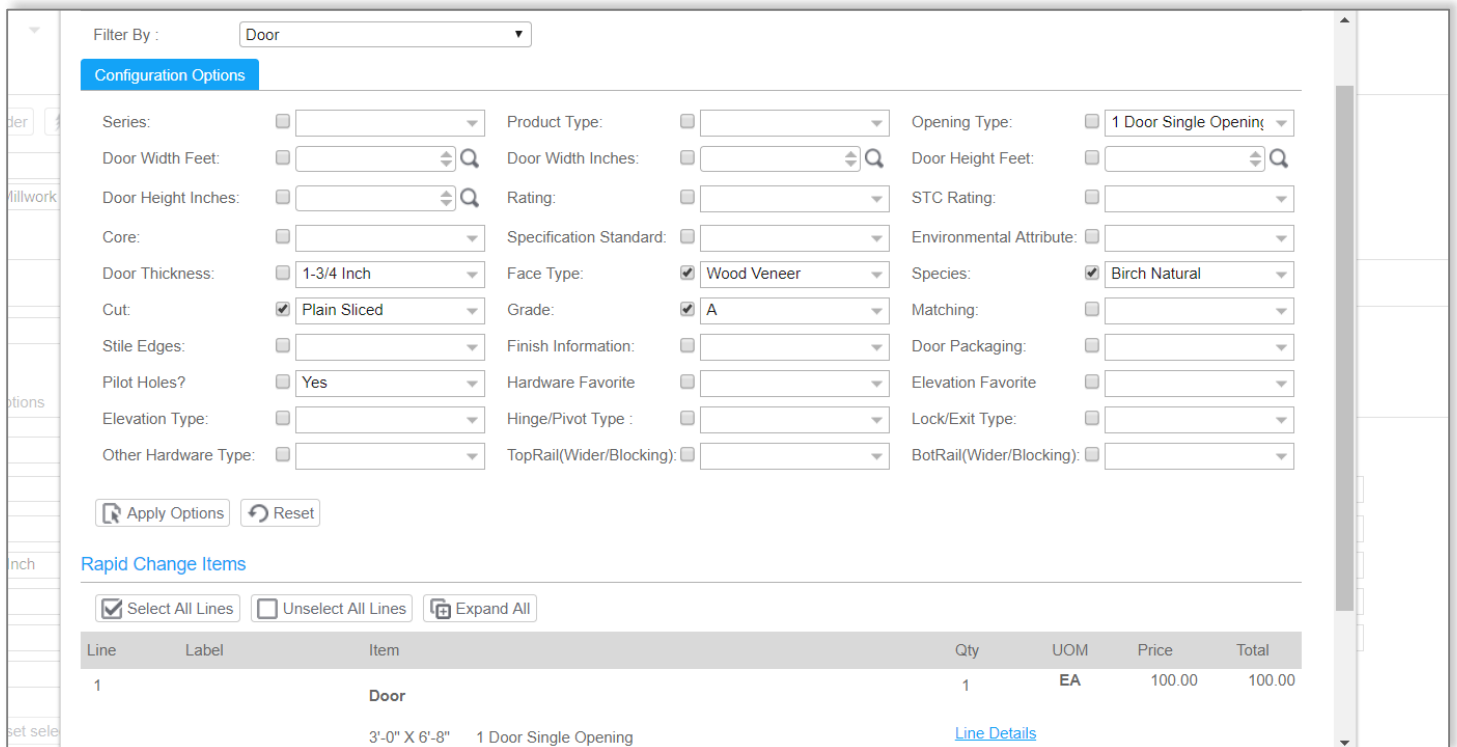 Filter By : Door
Configuration Options
Series: Product Type: Opening Type: 1 Door Single Opening
Door Width Feet: Door Width Inches: Door Height Feet:
Door Height Inches: Rating: STC Rating:
Core: Specification Standard: Environmental Attribute:
Door Thickness: 1-3/4 Inch Face Type: Wood Veneer Species: Birch Natural
Cut: Plain Sliced Grade: A Matching:
Stile Edges: Finish Information: Door Packaging:
Pilot Holes? Yes Hardware Favorite Elevation Favorite
Elevation Type: Hinge/Pivot Type : Lock/Exit Type:
Other Hardware Type: TopRail(Wider/Blocking): BotRail(Wider/Blocking):
Apply Options Reset
Inch
Rapid Change Items
Select All Lines Unselect All Lines Expand All
Line Label Item Qty UOM Price Total
1 Door 1 EA 100.00 100.00
3'-0" X 6'-8" 1 Door Single Opening Line Details